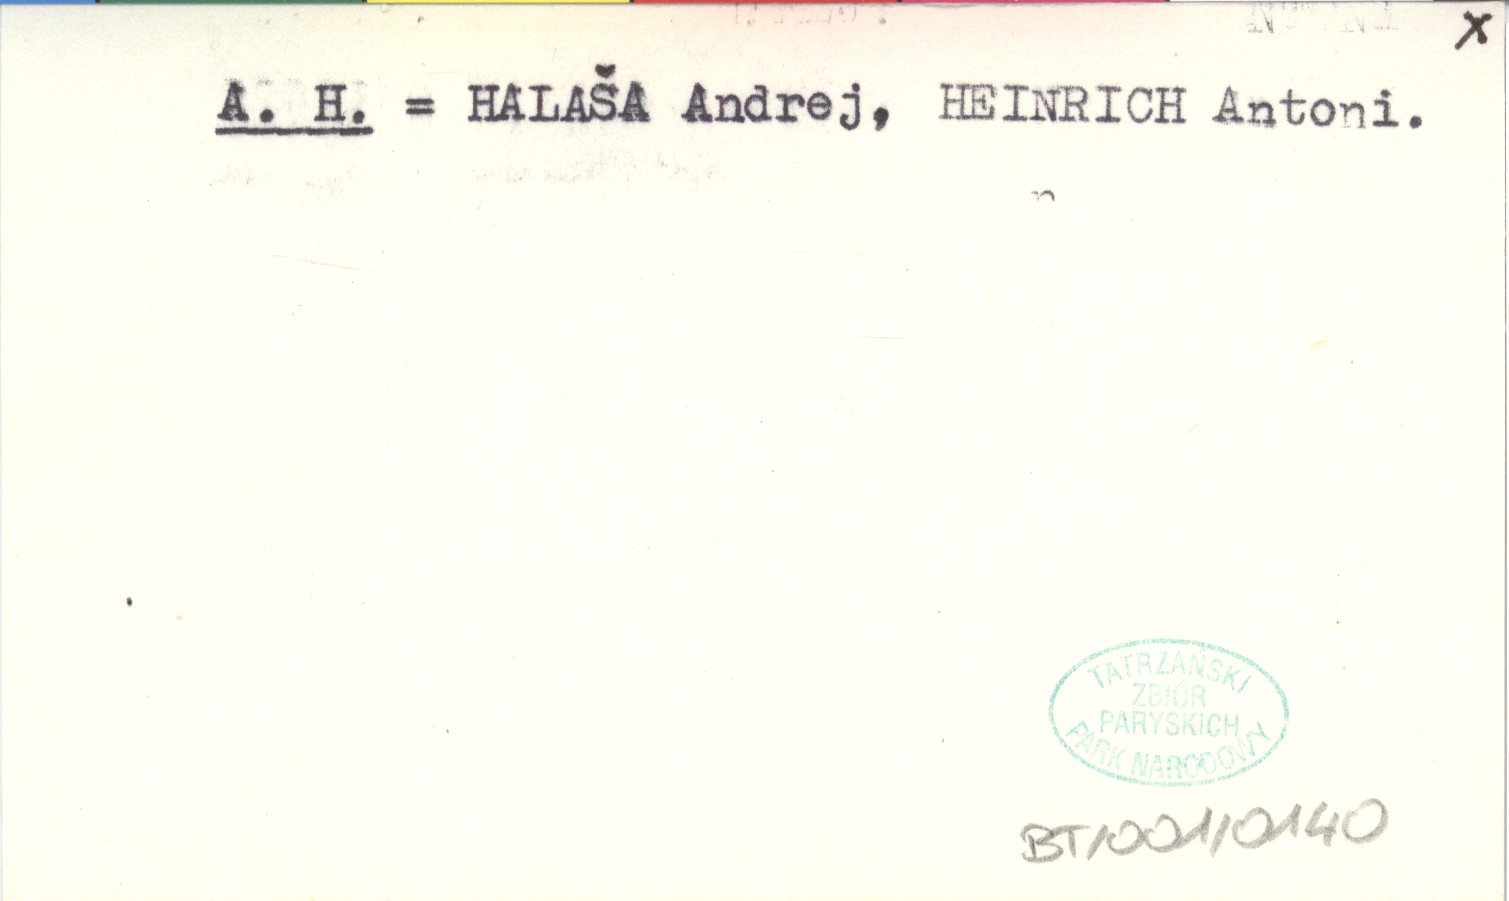 x
A. H. = HALAŠA Andrej, HEINRICH Antoni.
TATRZAŃSKI
ZBIÓR
PARYSKICH
PARK NARODOWY
BT/001/0140